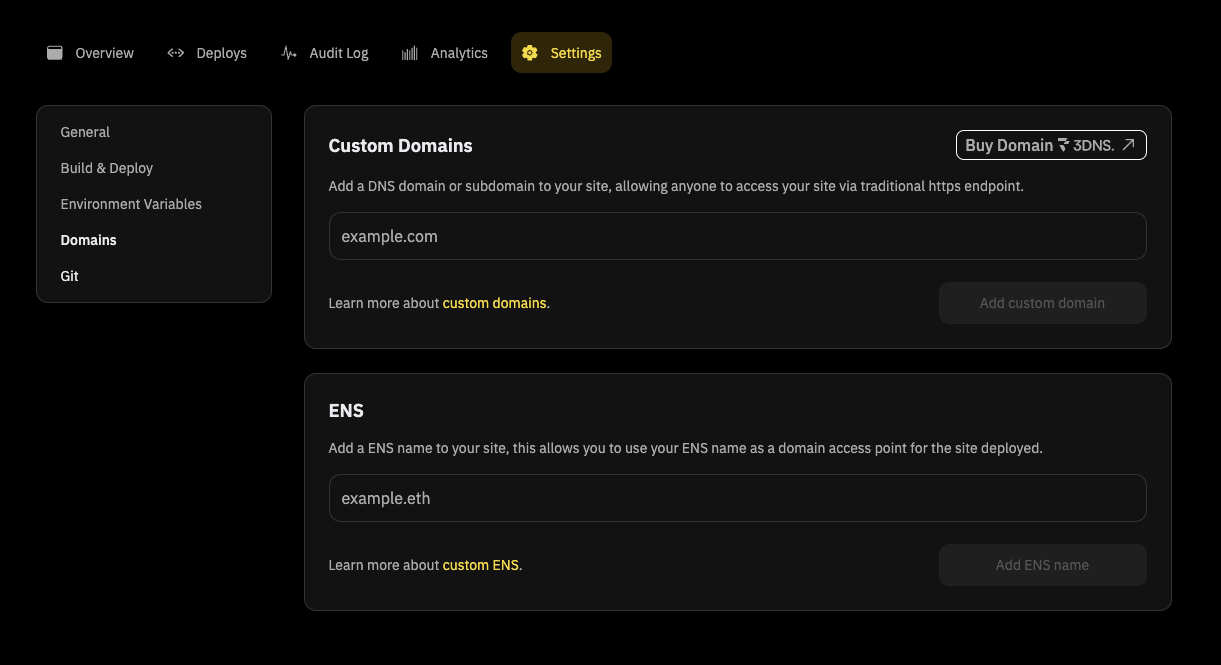 Overview Deploys Audit Log Analytics Settings
General
Build & Deploy
Environment Variables
Domains
Git
Custom Domains
Buy Domain 3DNS.
Add a DNS domain or subdomain to your site, allowing anyone to access your site via traditional https endpoint.
example.com
Learn more about custom domains.
Add custom domain
ENS
Add a ENS name to your site, this allows you to use your ENS name as a domain access point for the site deployed.
example.eth
Learn more about custom ENS.
Add ENS name